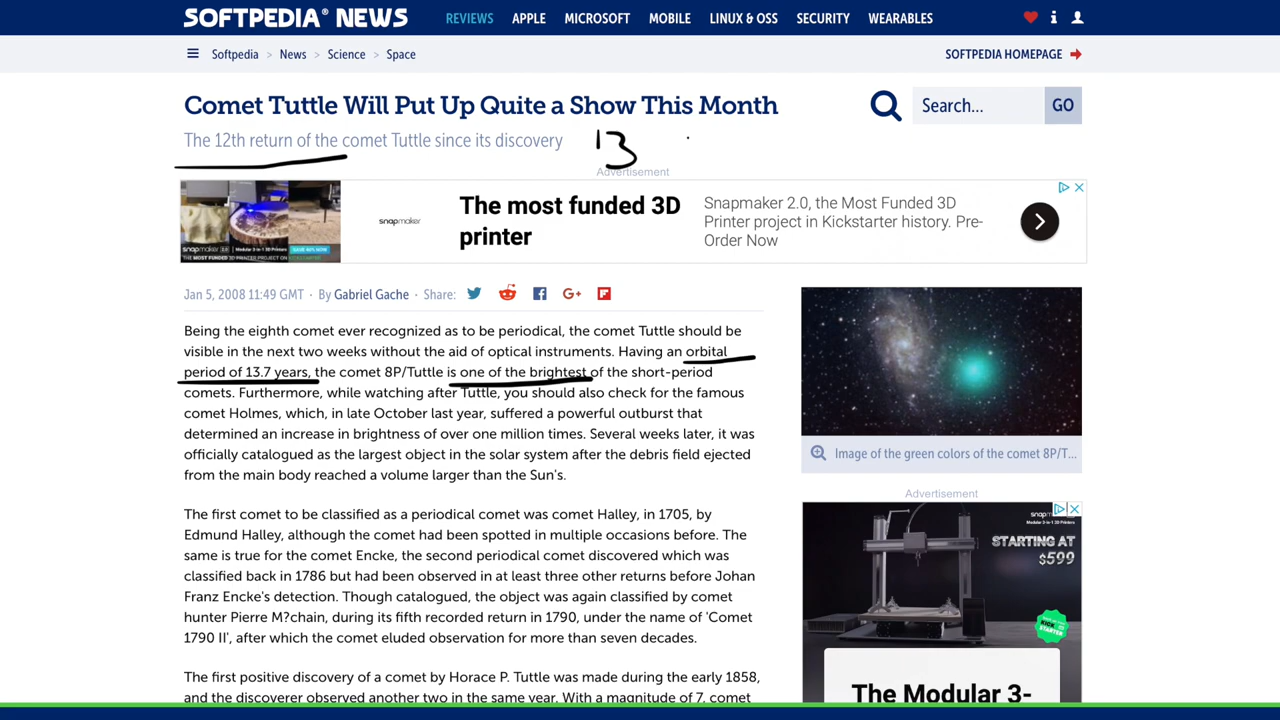 SOFTPEDIA® NEWS
REVIEWS APPLE MICROSOFT MOBILE LINUX & OSS SECURITY WEARABLES
Softpedia > News > Science > Space
SOFTPEDIA HOMEPAGE
Comet Tuttle Will Put Up Quite a Show This Month
Search... GO
The 12th return of the comet Tuttle since its discovery
13
Advertisement
snapmaker
The most funded 3D
printer
Snapmaker 2.0, the Most Funded 3D
Printer project in Kickstarter history. Pre-
Order Now
Jan 5, 2008 11:49 GMT · By Gabriel Gache · Share:
Being the eighth comet ever recognized as to be periodical, the comet Tuttle should be
visible in the next two weeks without the aid of optical instruments. Having an orbital
period of 13.7 years, the comet 8P/Tuttle is one of the brightest of the short-period
comets. Furthermore, while watching after Tuttle, you should also check for the famous
comet Holmes, which, in late October last year, suffered a powerful outburst that
determined an increase in brightness of over one million times. Several weeks later, it was
officially catalogued as the largest object in the solar system after the debris field ejected
from the main body reached a volume larger than the Sun's.
The first comet to be classified as a periodical comet was comet Halley, in 1705, by
Edmund Halley, although the comet had been spotted in multiple occasions before. The
same is true for the comet Encke, the second periodical comet discovered which was
classified back in 1786 but had been observed in at least three other returns before Johan
Franz Encke's detection. Though catalogued, the object was again classified by comet
hunter Pierre M?chain, during its fifth recorded return in 1790, under the name of 'Comet
1790 II', after which the comet eluded observation for more than seven decades.
The first positive discovery of a comet by Horace P. Tuttle was made during the early 1858,
and the discoverer observed another two in the same year. With a magnitude of 7, comet
Image of the green colors of the comet 8P/T...
Advertisement
STARTING AT
$599
The Modular 3-